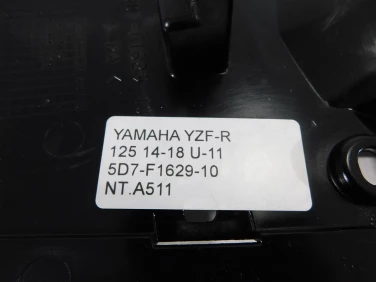 YAMAHA YZF-R
125 14-18 U-11
5D7-F1629-10
NT.A511